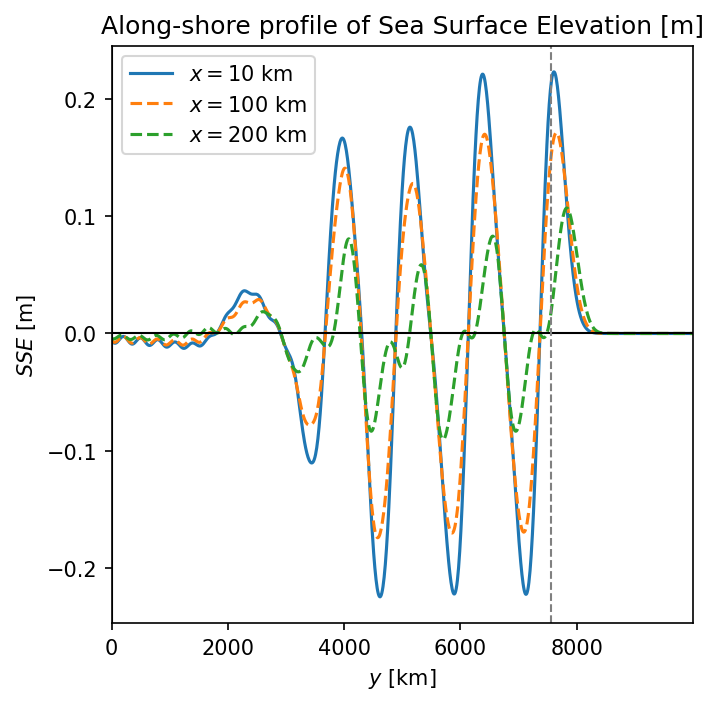 Along-shore profile of Sea Surface Elevation [m]
x = 10 km
x = 100 km
x = 200 km
0.2
0.1
0.0
−0.1
−0.2
SSE [m]
0
2000
4000
6000
8000
y [km]